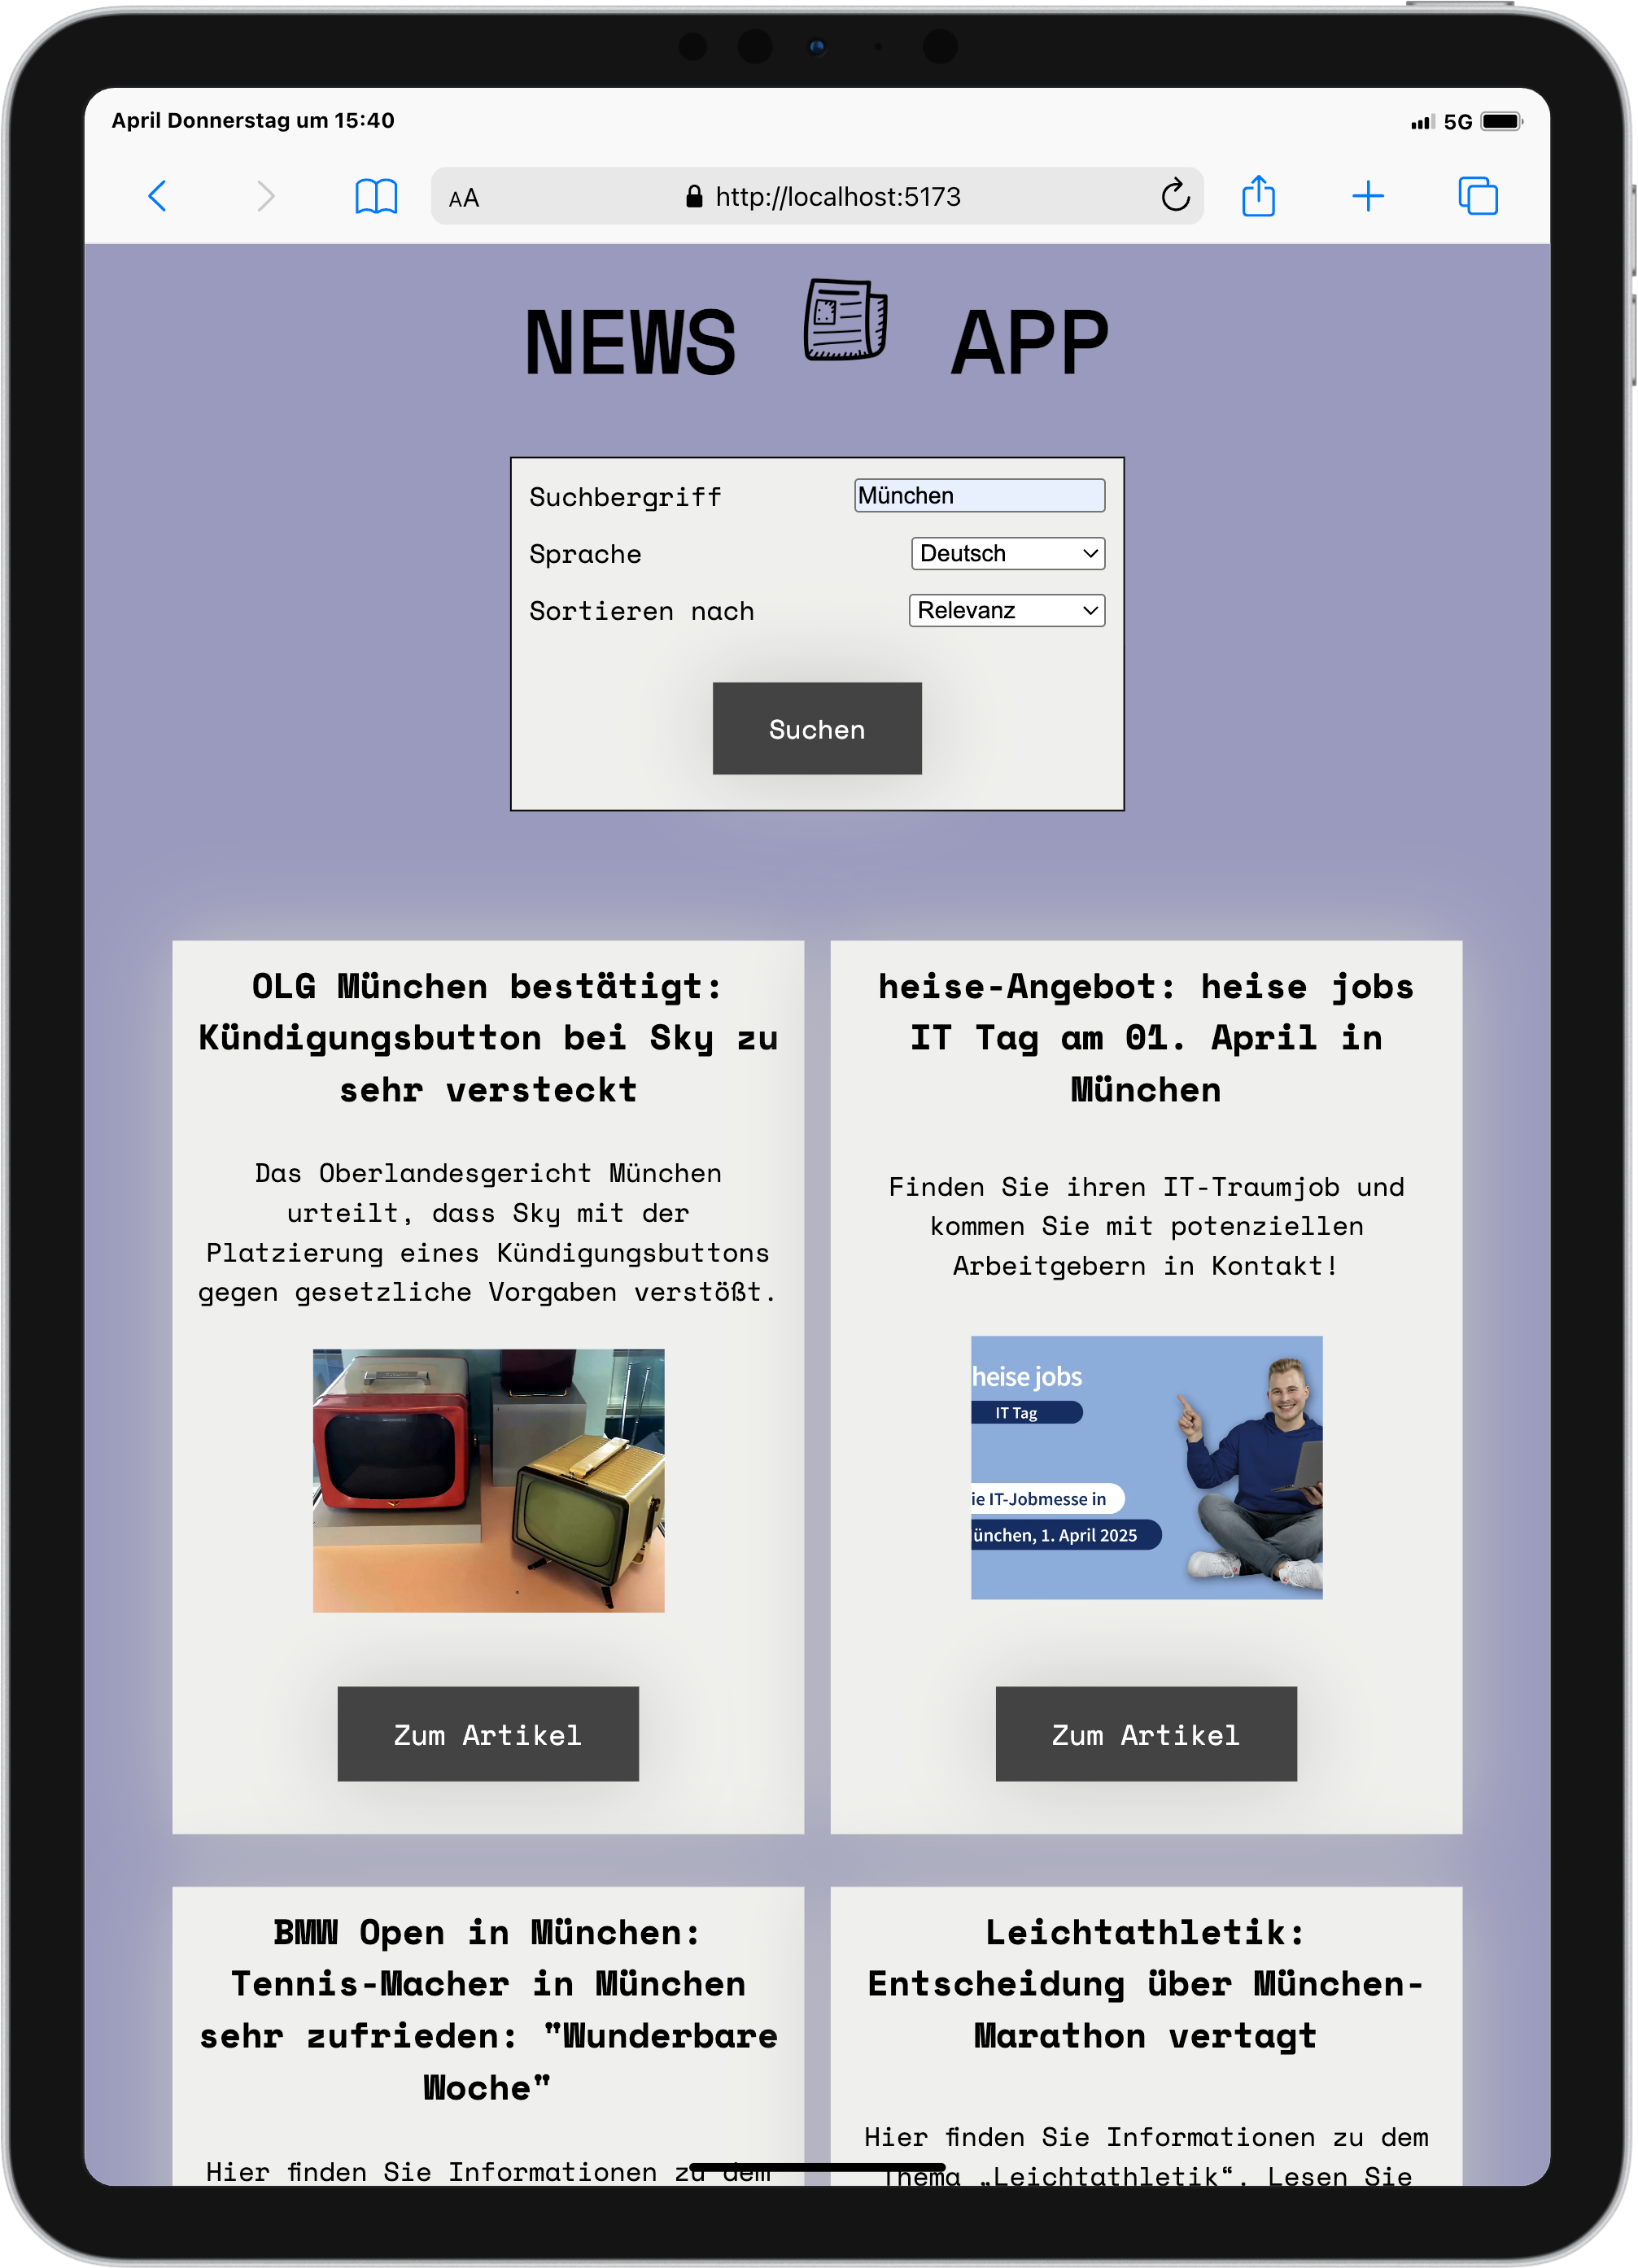 April Donnerstag um 15:40
5G
AA
http://localhost:5173
NEWS APP
Suchbergriff
München
Sprache
Deutsch
Sortieren nach
Relevanz
Suchen
OLG München bestätigt:
Kündigungsbutton bei Sky zu
sehr versteckt
Das Oberlandesgericht München
urteilt, dass Sky mit der
Platzierung eines Kündigungsbuttons
gegen gesetzliche Vorgaben verstößt.
Zum Artikel
heise-Angebot: heise jobs
IT Tag am 01. April in
München
Finden Sie ihren IT-Traumjob und
kommen Sie mit potenziellen
Arbeitgebern in Kontakt!
heise jobs
IT Tag
ie IT-Jobmesse in
ünchen, 1. April 2025
Zum Artikel
BMW Open in München:
Tennis-Macher in München
sehr zufrieden: "Wunderbare
Woche"
Hier finden Sie Informationen zu dem
Leichtathletik:
Entscheidung über München-
Marathon vertagt
Hier finden Sie Informationen zu dem
Thema „Leichtathletik“. Lesen Sie